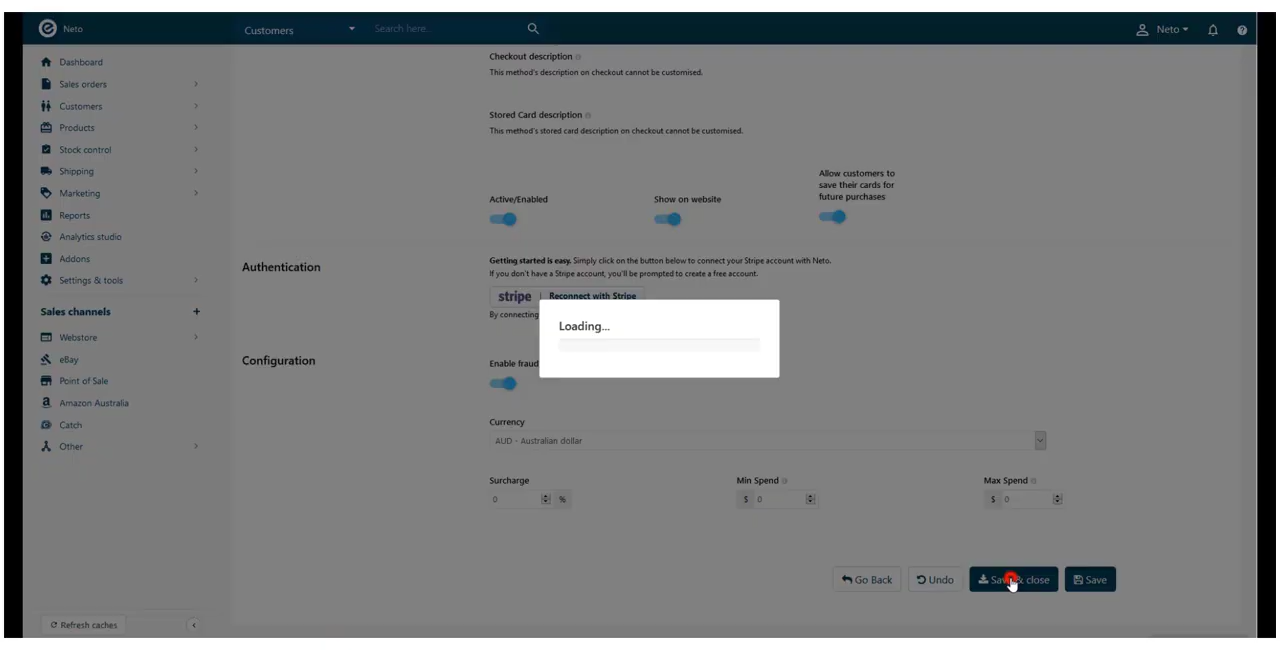 Neto
Customers
Search here...
Neto
Dashboard
Sales orders
Customers
Products
Stock control
Shipping
Marketing
Reports
Analytics studio
Addons
Settings & tools
Sales channels +
Webstore
eBay
Point of Sale
Amazon Australia
Catch
Other
Refresh caches
Checkout description
This method's description on checkout cannot be customised.
Stored Card description
This method's stored card description on checkout cannot be customised.
Active/Enabled
Show on website
Allow customers to
save their cards for
future purchases
Authentication
Getting started is easy. Simply click on the button below to connect your Stripe account with Neto.
If you don't have a Stripe account, you'll be prompted to create a free account.
stripe | Reconnect with Stripe
By connecting
Loading...
Configuration
Enable fraud
Currency
AUD - Australian dollar
Surcharge
0 %
Min Spend
$ 0
Max Spend
$ 0
Go Back
Undo
& close
Save